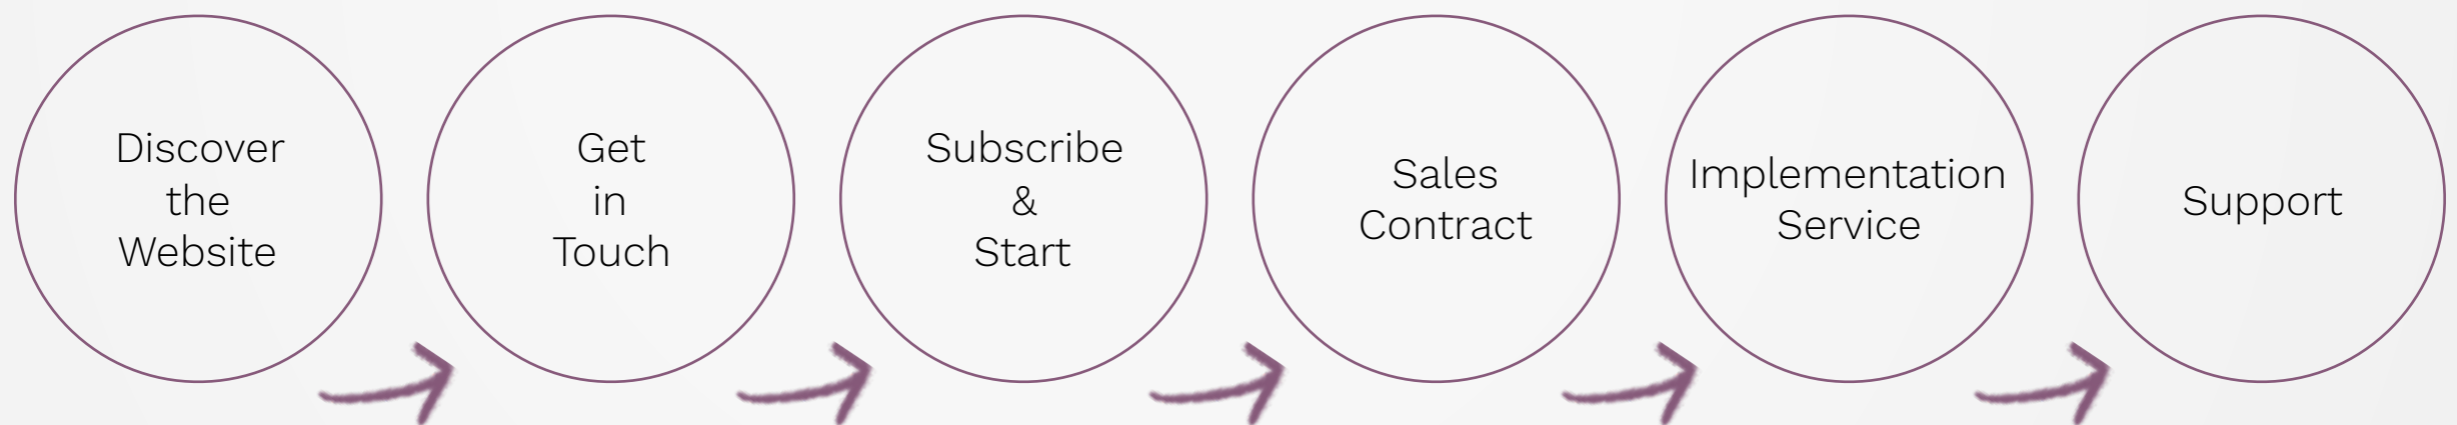 Discover
the
Website
Get
in
Touch
Subscribe
&
Start
Sales
Contract
Implementation
Service
Support